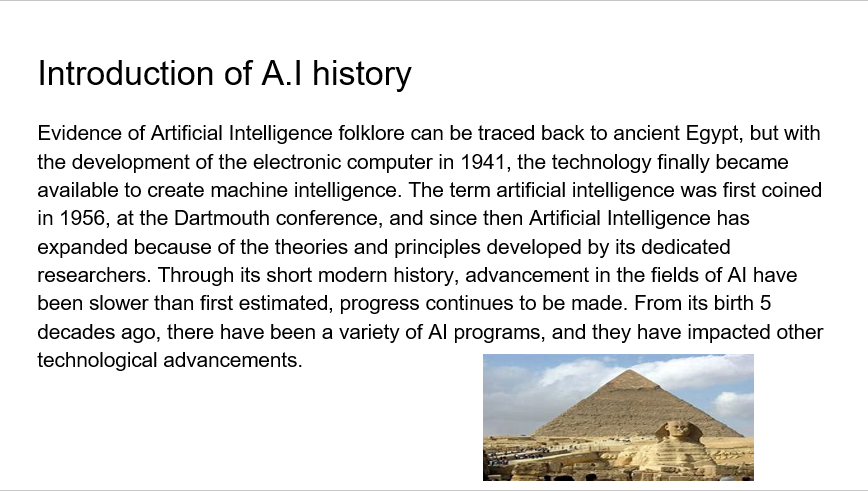 Introduction of A.I history
Evidence of Artificial Intelligence folklore can be traced back to ancient Egypt, but with
the development of the electronic computer in 1941, the technology finally became
available to create machine intelligence. The term artificial intelligence was first coined
in 1956, at the Dartmouth conference, and since then Artificial Intelligence has
expanded because of the theories and principles developed by its dedicated
researchers. Through its short modern history, advancement in the fields of AI have
been slower than first estimated, progress continues to be made. From its birth 5
decades ago, there have been a variety of AI programs, and they have impacted other
technological advancements.